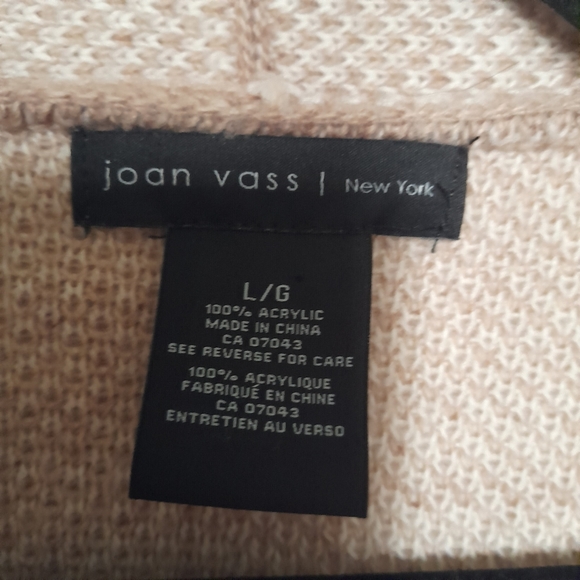 joan vass | New York
L/G
100% ACRYLIC
MADE IN CHINA
CA 07043
SEE REVERSE FOR CARE
100% ACRYLIQUE
FABRIQUÉ EN CHINE
CA 07043
ENTRETIEN AU VERSO